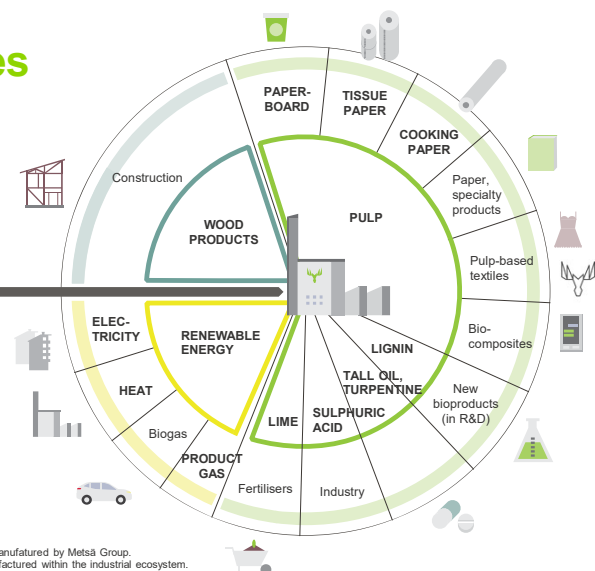 es
PAPER-
BOARD
TISSUE
PAPER
COOKING
PAPER
Construction
Paper,
specialty
products
WOOD
PRODUCTS
PULP
Pulp-based
textiles
ELEC-
TRICITY
RENEWABLE
ENERGY
Bio-
composites
LIGNIN
HEAT
TALL OIL,
TURPENTINE
New
bioproducts
(in R&D)
Biogas
LIME
SULPHURIC
ACID
PRODUCT
GAS
Fertilisers
Industry
anufatured by Metsä Group.
factured within the industrial ecosystem.